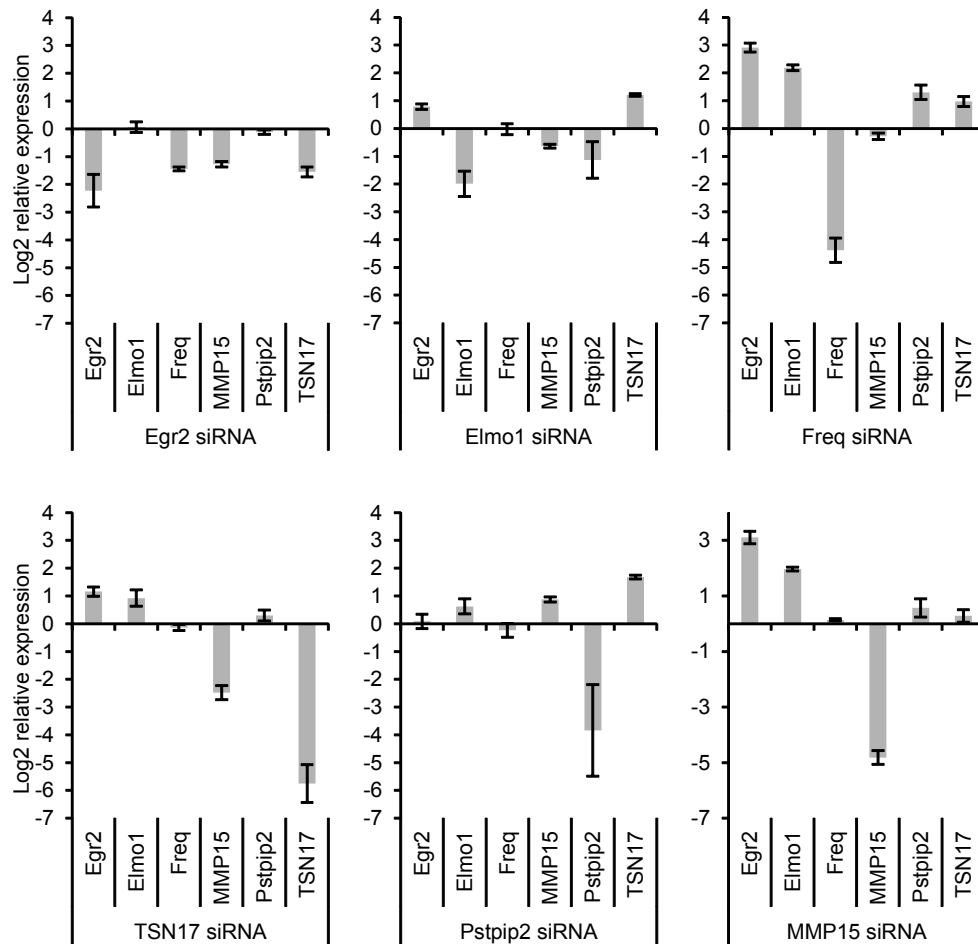 Log2 relative expression
4
3
2
1
0
-1
-2
-3
-4
-5
-6
-7
Egr2
Elmo1
Freq
MMP15
Pstpip2
TSN17
Egr2 siRNA
4
3
2
1
0
-1
-2
-3
-4
-5
-6
-7
Egr2
Elmo1
Freq
MMP15
Pstpip2
TSN17
Elmo1 siRNA
4
3
2
1
0
-1
-2
-3
-4
-5
-6
-7
Egr2
Elmo1
Freq
MMP15
Pstpip2
TSN17
Freq siRNA
Log2 relative expression
4
3
2
1
0
-1
-2
-3
-4
-5
-6
-7
Egr2
Elmo1
Freq
MMP15
Pstpip2
TSN17
TSN17 siRNA
4
3
2
1
0
-1
-2
-3
-4
-5
-6
-7
Egr2
Elmo1
Freq
MMP15
Pstpip2
TSN17
Pstpip2 siRNA
3
1
-1
-3
-5
-7
Egr2
Elmo1
Freq
MMP15
Pstpip2
TSN17
MMP15 siRNA